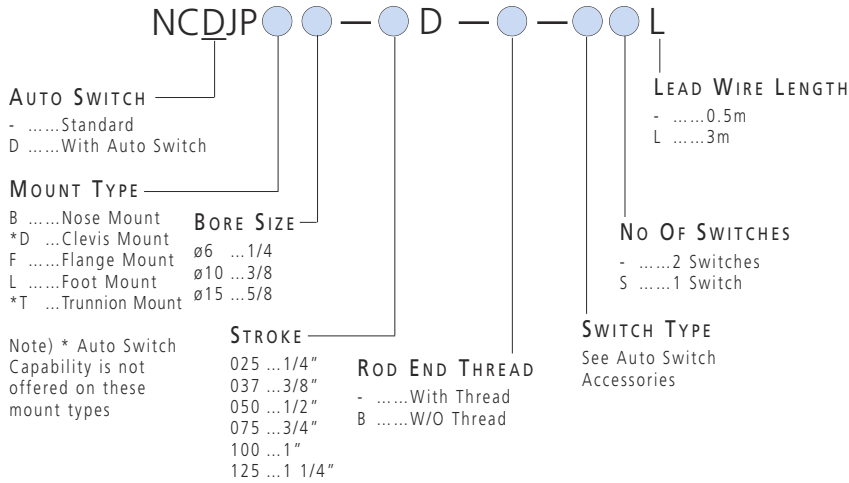 NCDJP — D — — L
AUTO SWITCH
- ......Standard
D ......With Auto Switch
MOUNT TYPE
B ......Nose Mount
*D ...Clevis Mount
F ......Flange Mount
L ......Foot Mount
*T ...Trunnion Mount
Note) * Auto Switch
Capability is not
offered on these
mount types
BORE SIZE
ø6 ...1/4
ø10 ...3/8
ø15 ...5/8
STROKE
025 ...1/4"
037 ...3/8"
050 ...1/2"
075 ...3/4"
100 ...1"
125 ...1 1/4"
ROD END THREAD
- ......With Thread
B ......W/O Thread
SWITCH TYPE
See Auto Switch
Accessories
NO OF SWITCHES
- ......2 Switches
S ......1 Switch
LEAD WIRE LENGTH
- ......0.5m
L ......3m